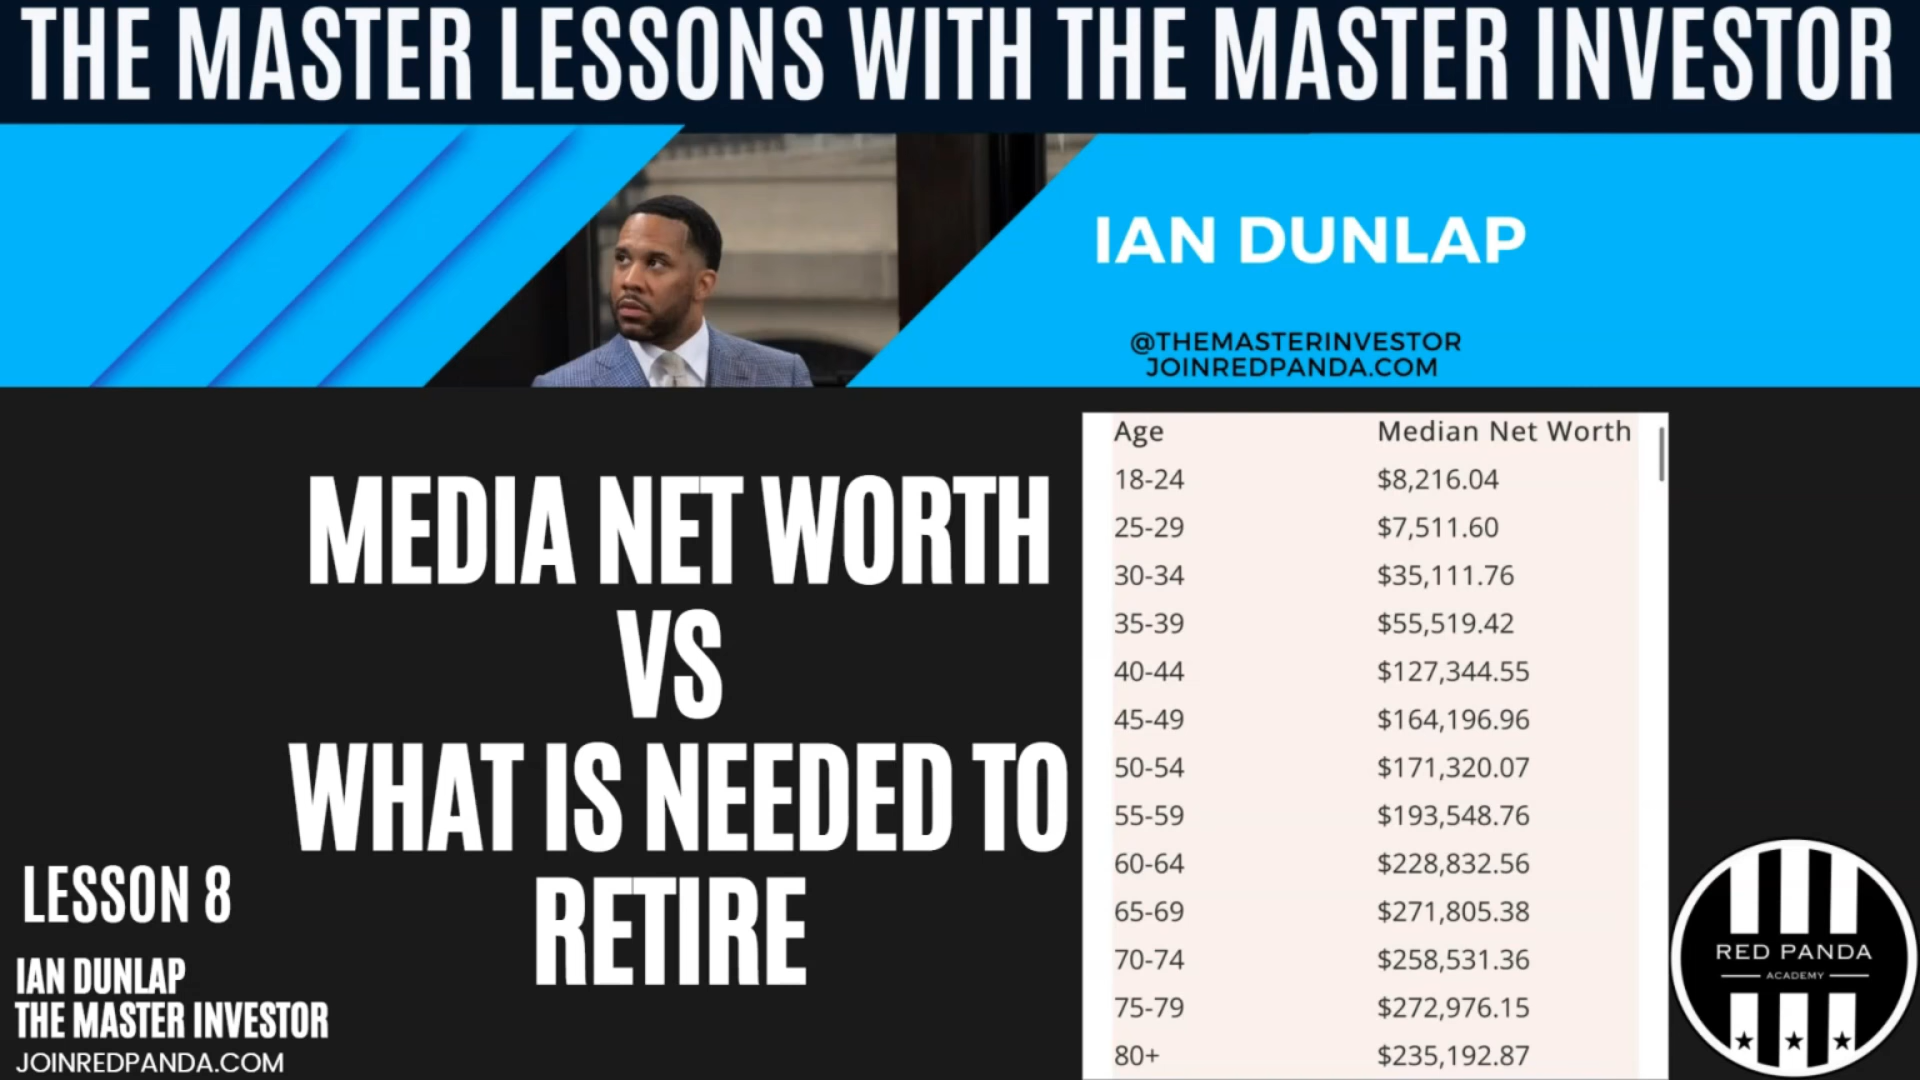 THE MASTER LESSONS WITH THE MASTER INVESTOR
IAN DUNLAP
@THEMASTERINVESTOR
JOINREDPANDA.COM
MEDIA NET WORTH
VS
WHAT IS NEEDED TO
RETIRE
Age Median Net Worth
18-24 $8,216.04
25-29 $7,511.60
30-34 $35,111.76
35-39 $55,519.42
40-44 $127,344.55
45-49 $164,196.96
50-54 $171,320.07
55-59 $193,548.76
60-64 $228,832.56
65-69 $271,805.38
70-74 $258,531.36
75-79 $272,976.15
80+ $235,192.87
LESSON 8
IAN DUNLAP
THE MASTER INVESTOR
JOINREDPANDA.COM
RED PANDA
ACADEMY